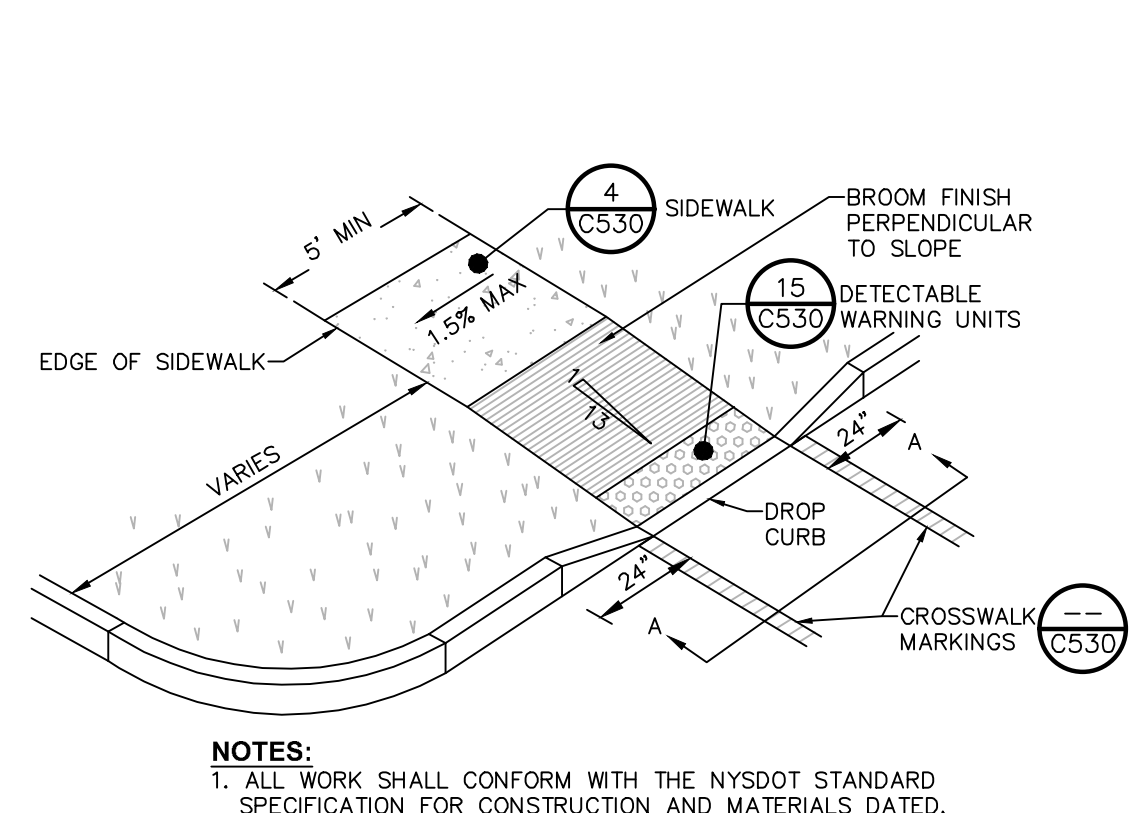 4
C530
SIDEWALK
BROOM FINISH
PERPENDICULAR
TO SLOPE
5' MIN
15
C530
DETECTABLE
WARNING UNITS
1.5% MAX
EDGE OF SIDEWALK
1
13
24"
A
VARIES
DROP
CURB
24"
A
CROSSWALK
MARKINGS
--
C530
NOTES:
1. ALL WORK SHALL CONFORM WITH THE NYSDOT STANDARD
SPECIFICATION FOR CONSTRUCTION AND MATERIALS DATED.